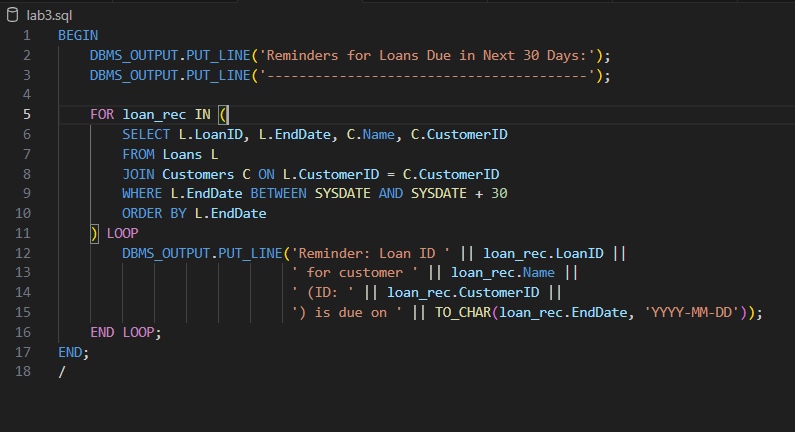 lab3.sql
1 BEGIN
2 DBMS_OUTPUT.PUT_LINE('Reminders for Loans Due in Next 30 Days:');
3 DBMS_OUTPUT.PUT_LINE('----------------------------------------');
4
5 FOR loan_rec IN (
6 SELECT L.LoanID, L.EndDate, C.Name, C.CustomerID
7 FROM Loans L
8 JOIN Customers C ON L.CustomerID = C.CustomerID
9 WHERE L.EndDate BETWEEN SYSDATE AND SYSDATE + 30
10 ORDER BY L.EndDate
11 ) LOOP
12 DBMS_OUTPUT.PUT_LINE('Reminder: Loan ID ' || loan_rec.LoanID ||
13 ' for customer ' || loan_rec.Name ||
14 ' (ID: ' || loan_rec.CustomerID ||
15 ') is due on ' || TO_CHAR(loan_rec.EndDate, 'YYYY-MM-DD'));
16 END LOOP;
17 END;
18 /